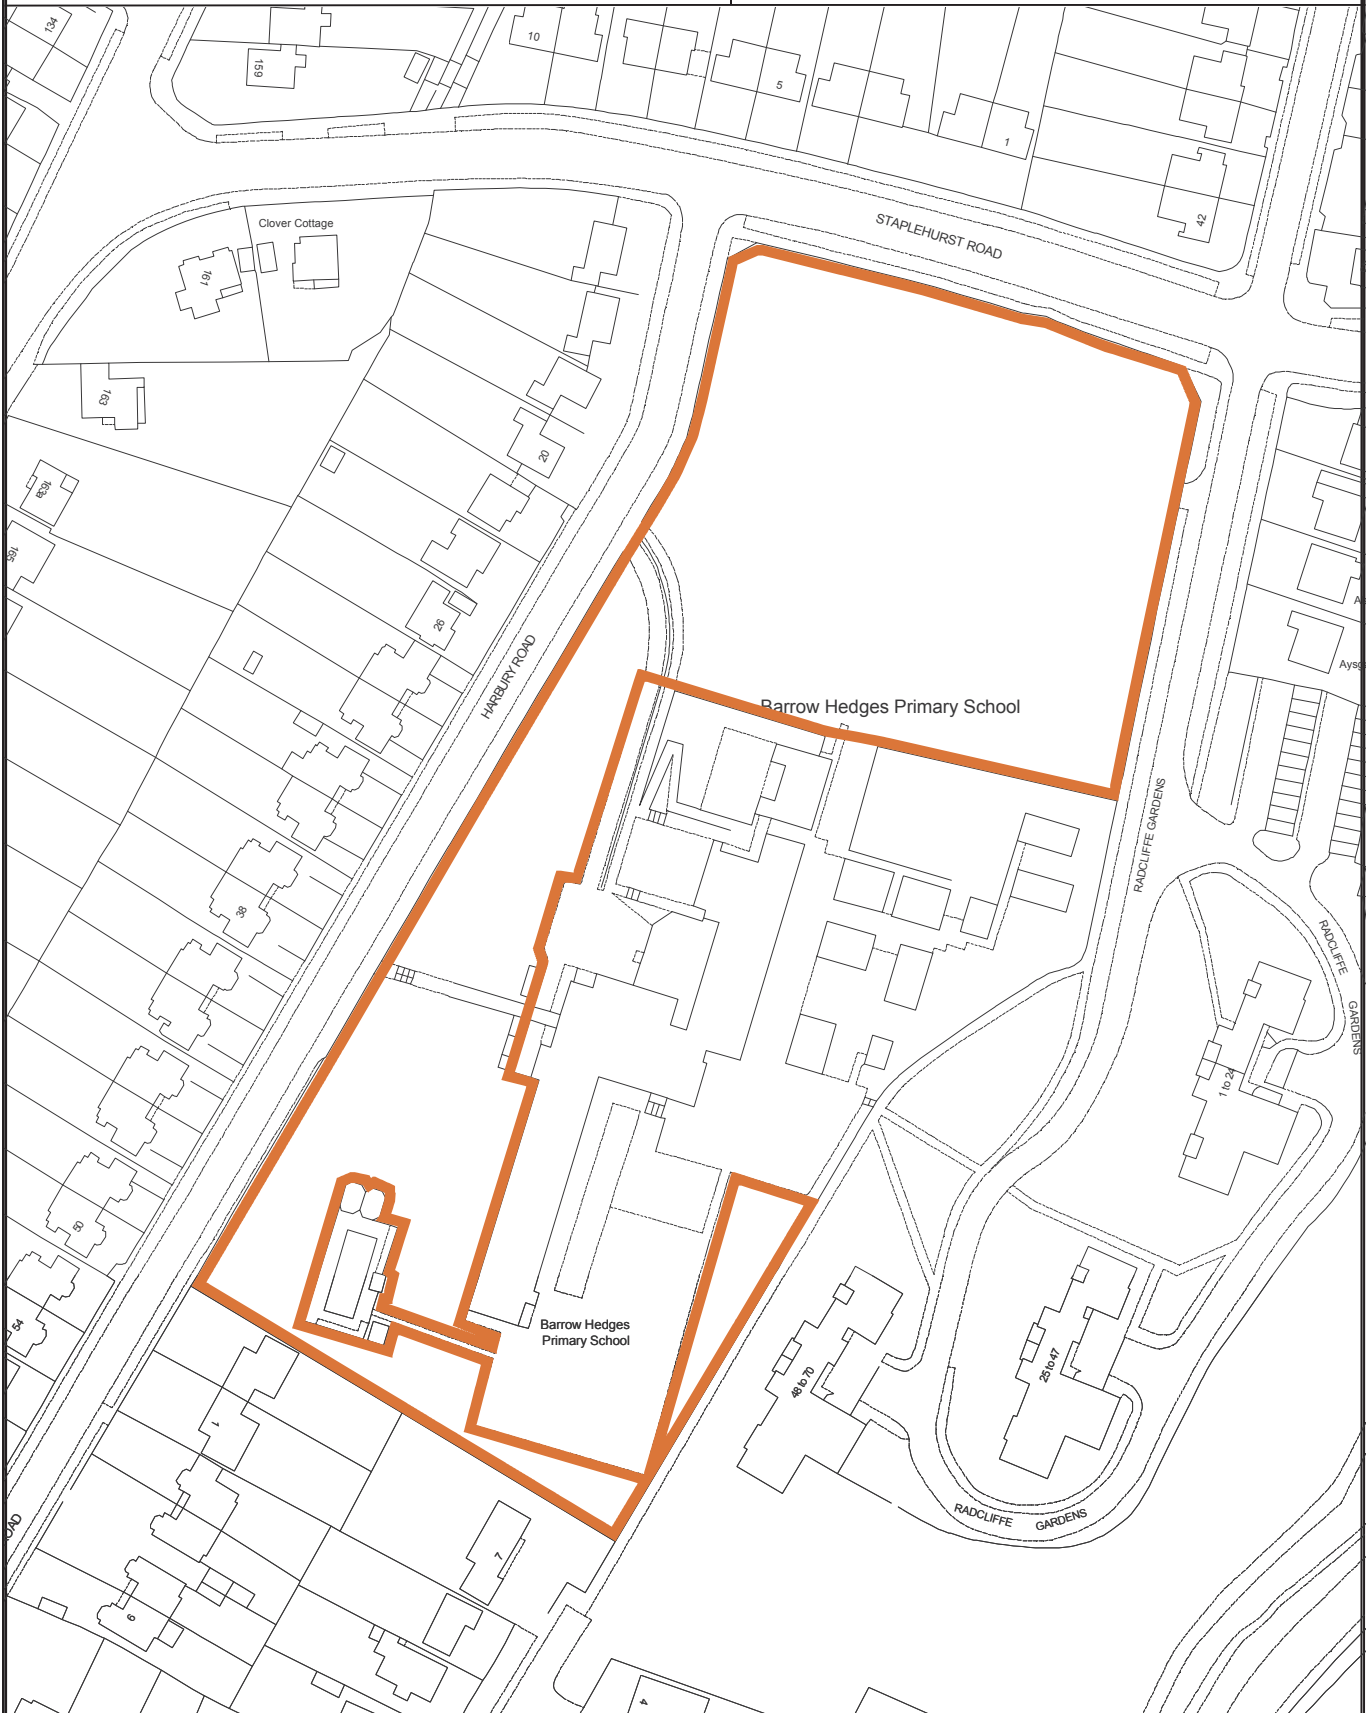 134
159
10
5
1
42
STAPLEHURST ROAD
Clover Cottage
161
163
20
163a
165
26
HARBURY ROAD
Barrow Hedges Primary School
RADCLIFFE GARDENS
38
RADCLIFFE GARDENS
1 to 24
50
54
Barrow Hedges
Primary School
48 to 70
25 to 47
1
RADCLIFFE GARDENS
7
6
4